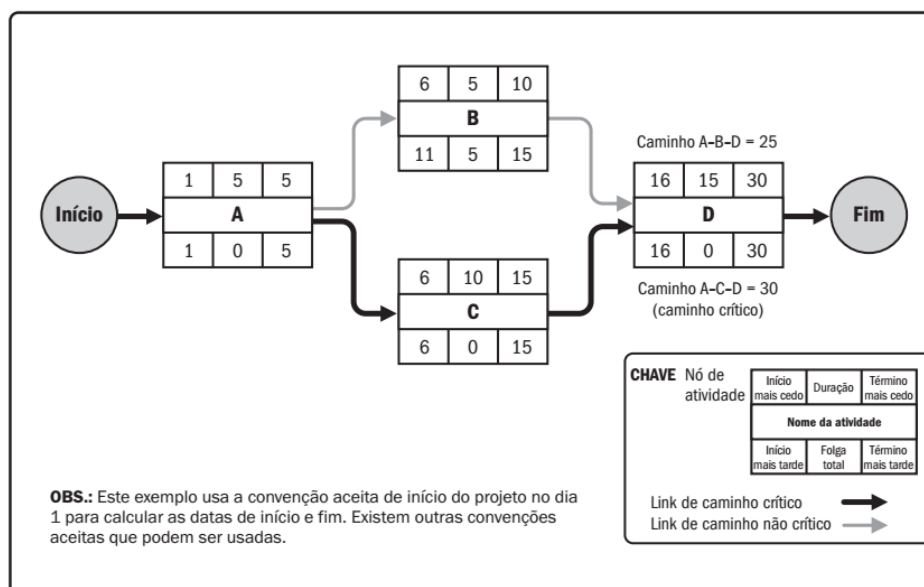 Início
1 5 5
A
1 0 5
6 5 10
B
11 5 15
6 10 15
C
6 0 15
Caminho A-B-D = 25
16 15 30
D
16 0 30
Caminho A-C-D = 30
(caminho crítico)
Fim
CHAVE Nó de
atividade
Início
mais cedo
Duração
Término
mais cedo
Nome da atividade
Início
mais tarde
Folga
total
Término
mais tarde
Link de caminho crítico
Link de caminho não crítico
OBS.: Este exemplo usa a convenção aceita de início do projeto no dia
1 para calcular as datas de início e fim. Existem outras convenções
aceitas que podem ser usadas.